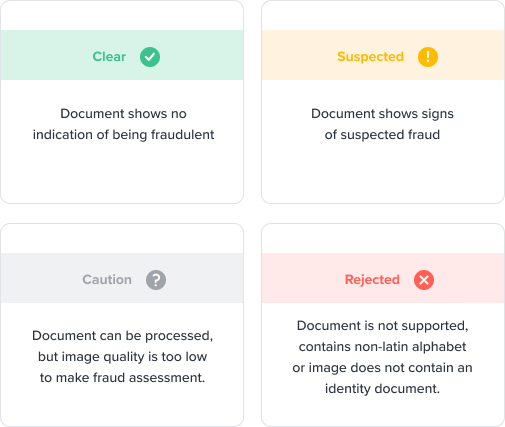 Clear
Document shows no
indication of being fraudulent
Suspected
Document shows signs
of suspected fraud
Caution
Document can be processed,
but image quality is too low
to make fraud assessment.
Rejected
Document is not supported,
contains non-latin alphabet
or image does not contain an
identity document.